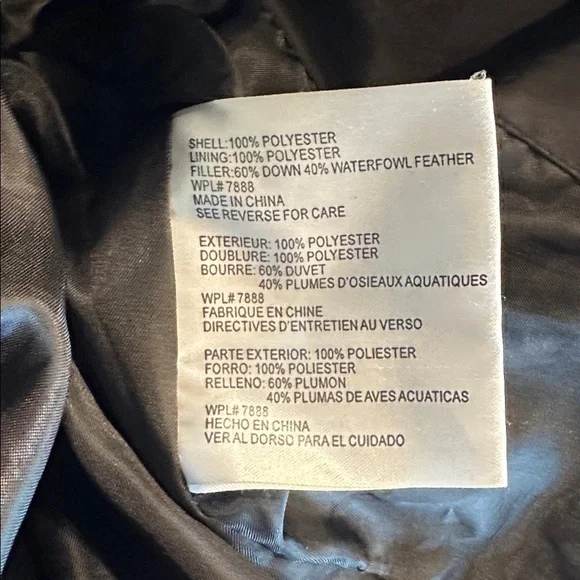 SHELL:100% POLYESTER
LINING:100% POLYESTER
FILLER:60% DOWN 40% WATERFOWL FEATHER
WPL# 7888
MADE IN CHINA
SEE REVERSE FOR CARE
EXTERIEUR: 100% POLYESTER
DOUBLURE: 100% POLYESTER
BOURRE: 60% DUVET
40% PLUMES D'OSIEAUX AQUATIQUES
WPL# 7888
FABRIQUE EN CHINE
DIRECTIVES D'ENTRETIEN AU VERSO
PARTE EXTERIOR: 100% POLIESTER
FORRO: 100% POLIESTER
RELLENO: 60% PLUMON
40% PLUMAS DE AVES ACUATICAS
WPL# 7888
HECHO EN CHINA
VER AL DORSO PARA EL CUIDADO